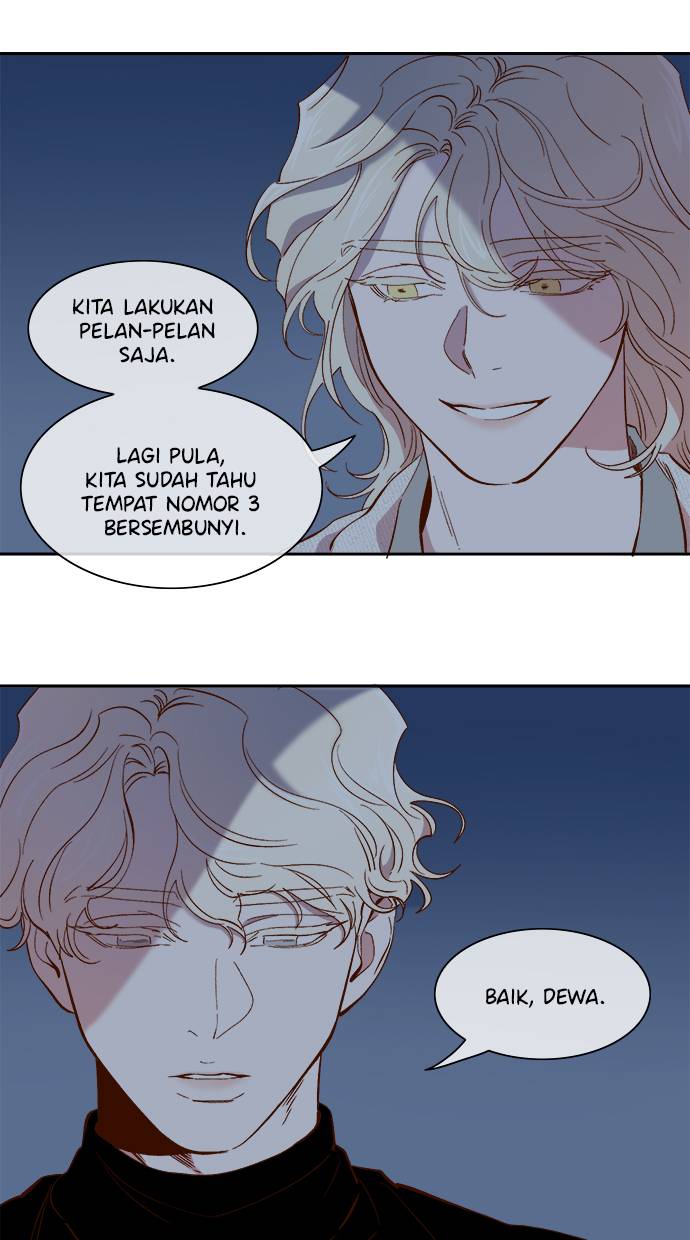 KITA LAKUKAN
PELAN-PELAN
SAJA.
LAGI PULA,
KITA SUDAH TAHU
TEMPAT NOMOR 3
BERSEMBUNYI.
BAIK, DEWA.